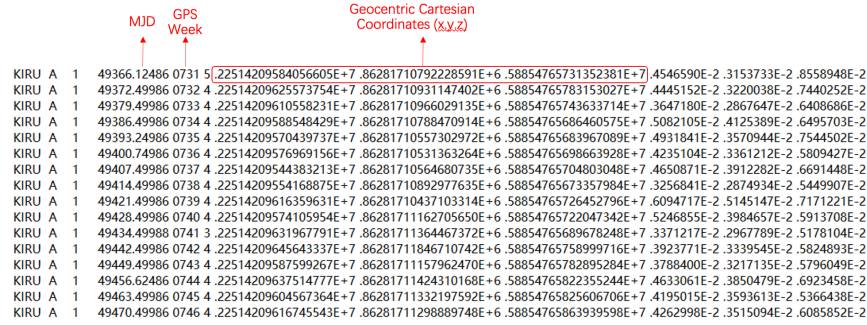 MJD
GPS
Week
Geocentric Cartesian
Coordinates (x.y.z)
KIRU A 1 49366.12486 0731 5 .22514209584056605E+7 .86281710792228591E+6 .58854765731352381E+7 .4546590E-2 .3153733E-2 .8558948E-2
KIRU A 1 49372.49986 0732 4 .22514209625573754E+7 .86281710931147402E+6 .58854765783153027E+7 .4445152E-2 .3220038E-2 .7440252E-2
KIRU A 1 49379.49986 0733 4 .22514209610558231E+7 .86281710966029135E+6 .58854765743633714E+7 .3647180E-2 .2867647E-2 .6408686E-2
KIRU A 1 49386.49986 0734 4 .22514209588548429E+7 .86281710788470914E+6 .58854765686460575E+7 .5082105E-2 .4125389E-2 .6495703E-2
KIRU A 1 49393.24986 0735 4 .22514209570439737E+7 .86281710557302972E+6 .58854765683967089E+7 .4931841E-2 .3570944E-2 .7544502E-2
KIRU A 1 49400.74986 0736 4 .22514209576969156E+7 .86281710531363264E+6 .58854765698663928E+7 .4235104E-2 .3361212E-2 .5809427E-2
KIRU A 1 49407.49986 0737 4 .22514209544383213E+7 .86281710564680735E+6 .58854765704803048E+7 .4650871E-2 .3912282E-2 .6691448E-2
KIRU A 1 49414.49986 0738 4 .22514209554168875E+7 .86281710892977635E+6 .58854765673357984E+7 .3256841E-2 .2874934E-2 .5449907E-2
KIRU A 1 49421.49986 0739 4 .22514209616359631E+7 .86281710437103314E+6 .58854765726452796E+7 .6094717E-2 .5145147E-2 .7171221E-2
KIRU A 1 49428.49986 0740 4 .22514209574105954E+7 .86281711162705650E+6 .58854765722047342E+7 .5246855E-2 .3984657E-2 .5913708E-2
KIRU A 1 49434.49988 0741 3 .22514209631967791E+7 .86281711364467372E+6 .58854765689678248E+7 .3371217E-2 .2967789E-2 .5178104E-2
KIRU A 1 49442.49986 0742 4 .22514209645643337E+7 .86281711846710742E+6 .58854765758999716E+7 .3923771E-2 .3339545E-2 .5824893E-2
KIRU A 1 49449.49986 0743 4 .22514209587599267E+7 .86281711157962470E+6 .58854765782895284E+7 .3788400E-2 .3217135E-2 .5796049E-2
KIRU A 1 49456.62486 0744 4 .22514209637514777E+7 .86281711424310168E+6 .58854765822355244E+7 .4633061E-2 .3850479E-2 .6923458E-2
KIRU A 1 49463.49986 0745 4 .22514209604567364E+7 .86281711332197592E+6 .58854765825606706E+7 .4195015E-2 .3593613E-2 .5366438E-2
KIRU A 1 49470.49986 0746 4 .22514209616745543E+7 .86281711298889748E+6 .58854765863939598E+7 .4262998E-2 .3515094E-2 .6085852E-2